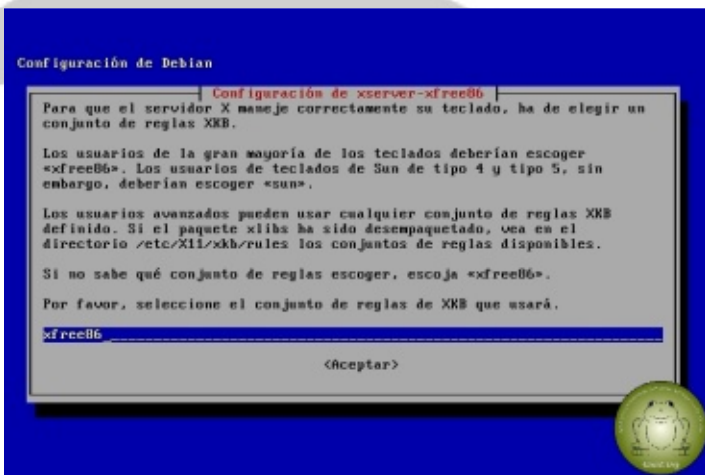 Configuración de Debian
Configuración de xserver-xfree86
Para que el servidor X maneje correctamente su teclado, ha de elegir un
conjunto de reglas XKB.
Los usuarios de la gran mayoría de los teclados deberían escoger
«xfree86». Los usuarios de teclados de Sun de tipo 4 y tipo 5, sin
embargo, deberían escoger «sun».
Los usuarios avanzados pueden usar cualquier conjunto de reglas XKB
definido. Si el paquete xlibs ha sido desempaquetado, vea en el
directorio /etc/X11/xkb/rules los conjuntos de reglas disponibles.
Si no sabe qué conjunto de reglas escoger, escoja «xfree86».
Por favor, seleccione el conjunto de reglas de XKB que usará.
xfree86
<Aceptar>